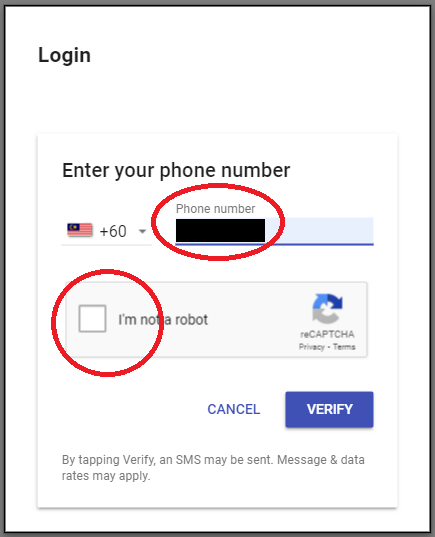 Login
Enter your phone number
Phone number
+60
I'm not a robot
reCAPTCHA
Privacy - Terms
CANCEL
VERIFY
By tapping Verify, an SMS may be sent. Message & data
rates may apply.